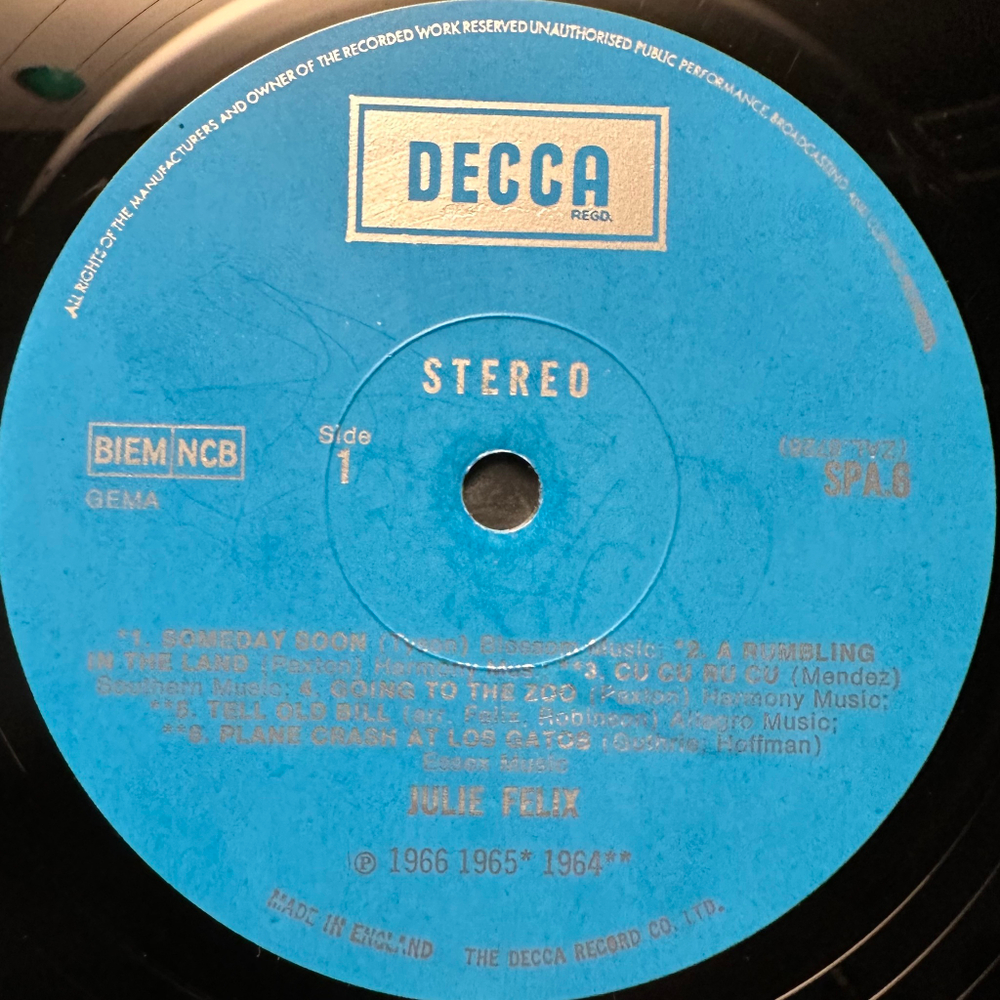 ALL RIGHTS OF THE MANUFACTURERS AND OWNER OF THE RECORDED WORK RESERVED UNAUTHORISED PUBLIC PERFORMANCE, BROADCASTING AND
DECCA
REGD.
STEREO
BIEM NCB
GEMA
Side
1
SPA.8
*1. SOMEDAY SOON (Tyson) Blossom Music; *2. A RUMBLING
IN THE LAND (Paxton) Harmony Music **3. CU CU RU CU (Mendez)
Southern Music; 4. GOING TO THE ZOO (Paxton) Harmony Music;
**5. TELL OLD BILL (arr. Felix, Robinson) Allegro Music;
**6. PLANE CRASH AT LOS GATOS (Guthrie; Hoffman)
Essex Music
JULIE FELIX
℗ 1966 1965* 1964**
MADE IN ENGLAND THE DECCA RECORD CO. LTD.